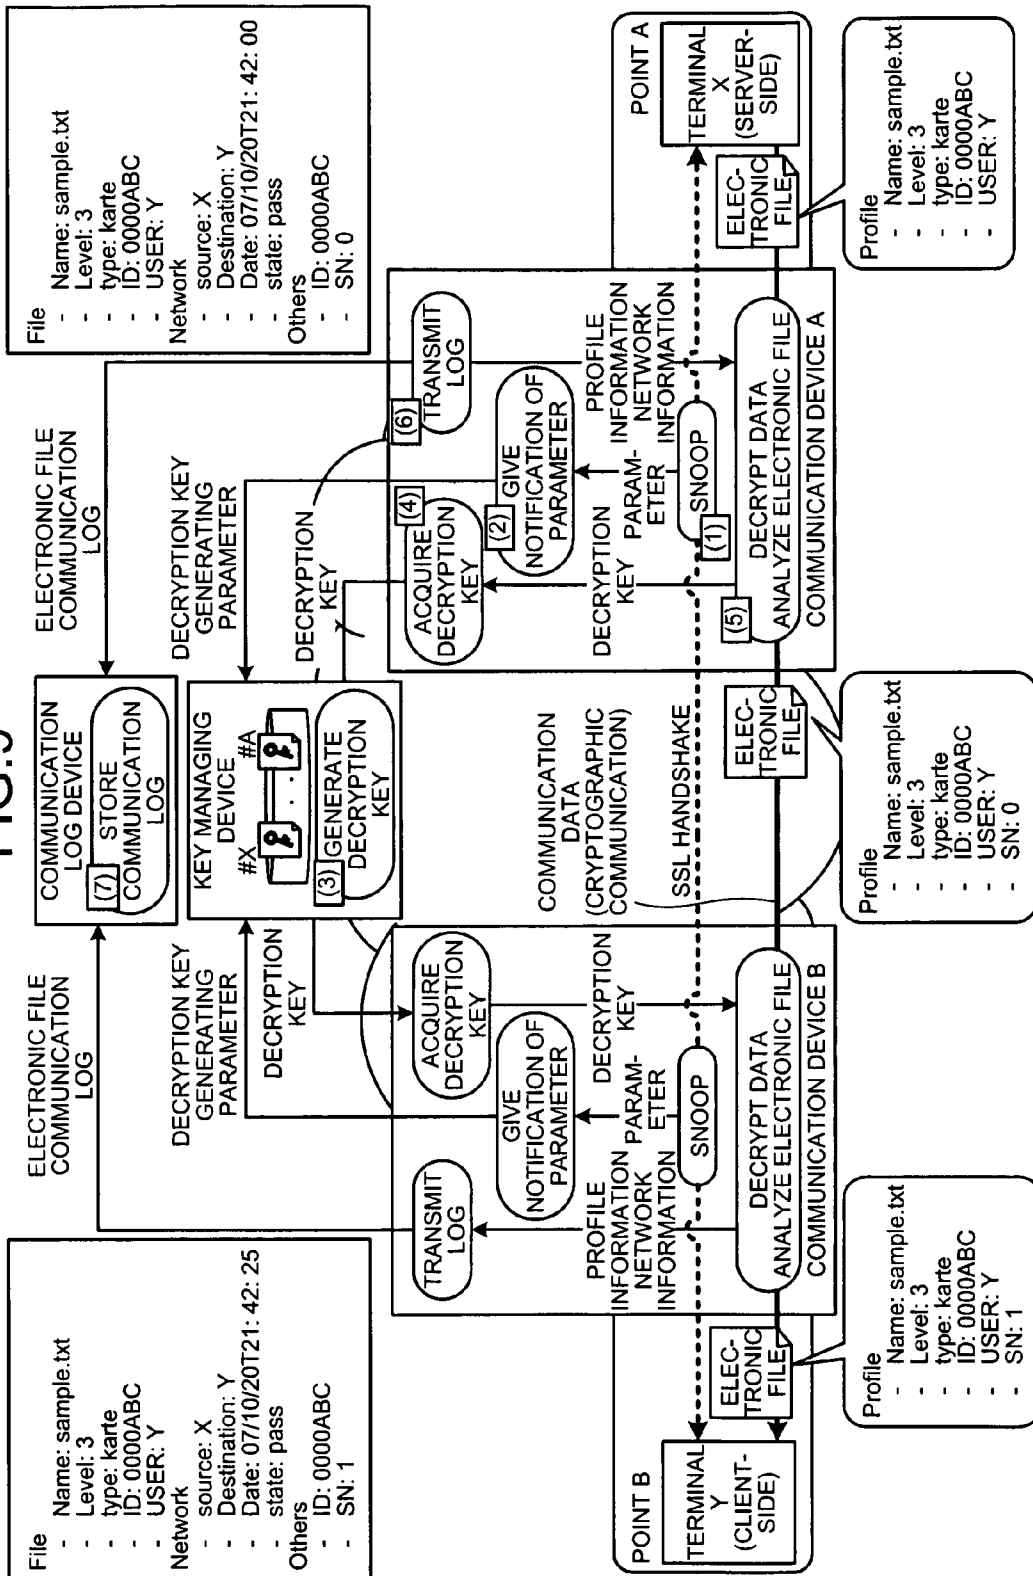 FIG.9
File
- Name: sample.txt
- Level: 3
- type: karte
- ID: 0000ABC
- USER: Y
Network
- source: X
- Destination: Y
- Date: 07/10/20T21: 42: 25
- state: pass
Others
- ID: 0000ABC
- SN: 1
ELECTRONIC FILE
COMMUNICATION
LOG
COMMUNICATION
LOG DEVICE
(7)
STORE
COMMUNICATION
LOG
ELECTRONIC FILE
COMMUNICATION
LOG
File
- Name: sample.txt
- Level: 3
- type: karte
- ID: 0000ABC
- USER: Y
Network
- source: X
- Destination: Y
- Date: 07/10/20T21: 42: 00
- state: pass
Others
- ID: 0000ABC
- SN: 0
DECRYPTION KEY
GENERATING
PARAMETER
DECRYPTION
KEY
KEY MANAGING
DEVICE
#X
#A
(3)
GENERATE
DECRYPTION
KEY
DECRYPTION KEY
GENERATING
PARAMETER
DECRYPTION
KEY
TRANSMIT
LOG
ACQUIRE
DECRYPTION
KEY
GIVE
NOTIFICATION OF
PARAMETER
PROFILE
INFORMATION
NETWORK
INFORMATION
PARAM-
ETER
DECRYPTION
KEY
SNOOP
DECRYPT DATA
ANALYZE ELECTRONIC FILE
COMMUNICATION DEVICE B
COMMUNICATION
DATA
(CRYPTOGRAPHIC
COMMUNICATION)
SSL HANDSHAKE
(4)
ACQUIRE
DECRYPTION
KEY
(6)
TRANSMIT
LOG
(2)
GIVE
NOTIFICATION OF
PARAMETER
DECRYPTION
KEY
PARAM-
ETER
PROFILE
INFORMATION
NETWORK
INFORMATION
(1)
SNOOP
(5)
DECRYPT DATA
ANALYZE ELECTRONIC FILE
COMMUNICATION DEVICE A
POINT B
TERMINAL
Y
(CLIENT-
SIDE)
ELEC-
TRONIC
FILE
ELEC-
TRONIC
FILE
POINT A
TERMINAL
X
(SERVER-
SIDE)
ELEC-
TRONIC
FILE
Profile
- Name: sample.txt
- Level: 3
- type: karte
- ID: 0000ABC
- USER: Y
- SN: 1
Profile
- Name: sample.txt
- Level: 3
- type: karte
- ID: 0000ABC
- USER: Y
- SN: 0
Profile
- Name: sample.txt
- Level: 3
- type: karte
- ID: 0000ABC
- USER: Y